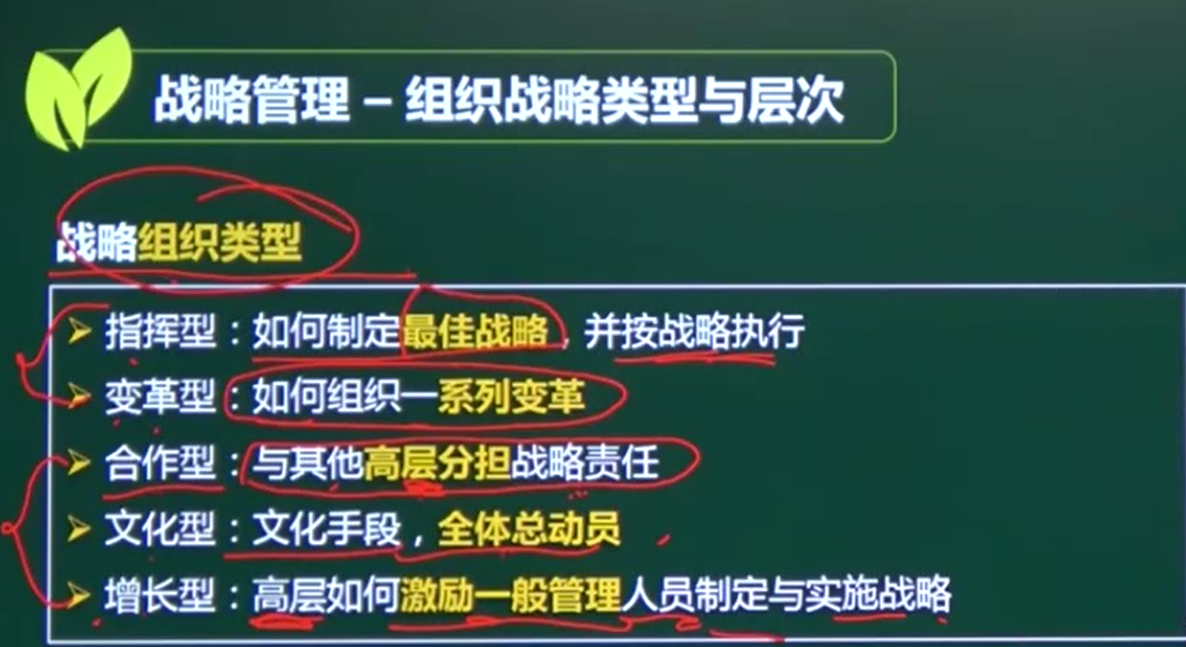 战略管理 – 组织战略类型与层次
战略组织类型
➢ 指挥型：如何制定最佳战略，并按战略执行
➢ 变革型：如何组织一系列变革
➢ 合作型：与其他高层分担战略责任
➢ 文化型：文化手段，全体总动员
➢ 增长型：高层如何激励一般管理人员制定与实施战略